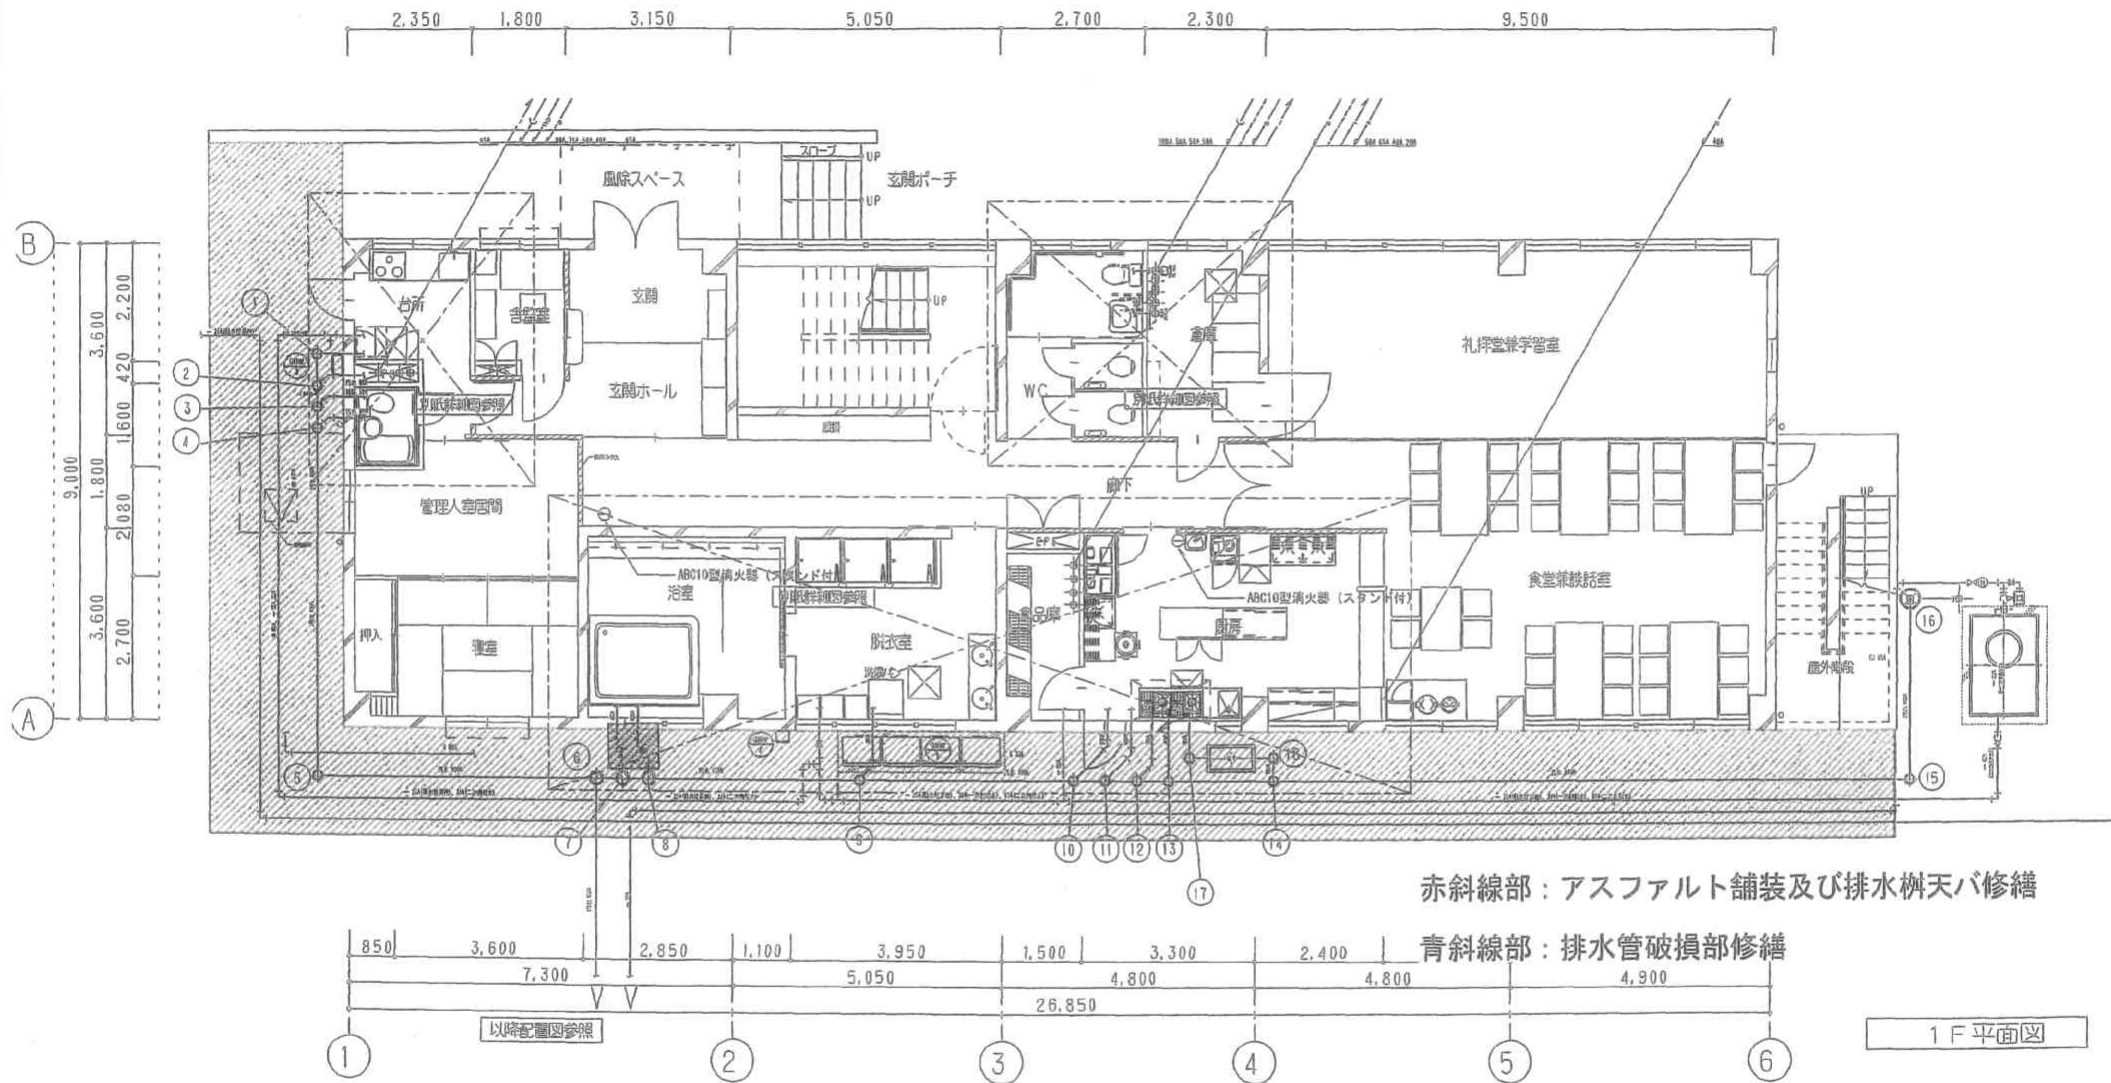 2,350 1,800 3,150 5,050 2,700 2,300 9,500
スロープ
UP
風除スペース
玄関ポーチ
UP
B
台所
舎監室
玄関
UP
倉庫
礼拝堂兼学習室
玄関ホール
WC
別紙詳細図参照
別紙詳細図参照
2
3
4
9,000
3,600 1,800 3,600
2,200 420 1,600 2,080 2,700
管理人室居間
廊下
UP
ABC10型消火器（スタンド付）
浴室
別紙詳細図参照
ABC10型消火器（スタンド付）
食堂兼談話室
押入
寝室
脱衣室
厨房
屋外階段
16
A
5
6
18
15
7
8
10
11
12
13
14
17
赤斜線部：アスファルト舗装及び排水桝天バ修繕
青斜線部：排水管破損部修繕
850 3,600 2,850 1,100 3,950 1,500 3,300 2,400
7,300 5,050 4,800 4,800 4,900
26,850
以降配置図参照
1F平面図
1 2 3 4 5 6